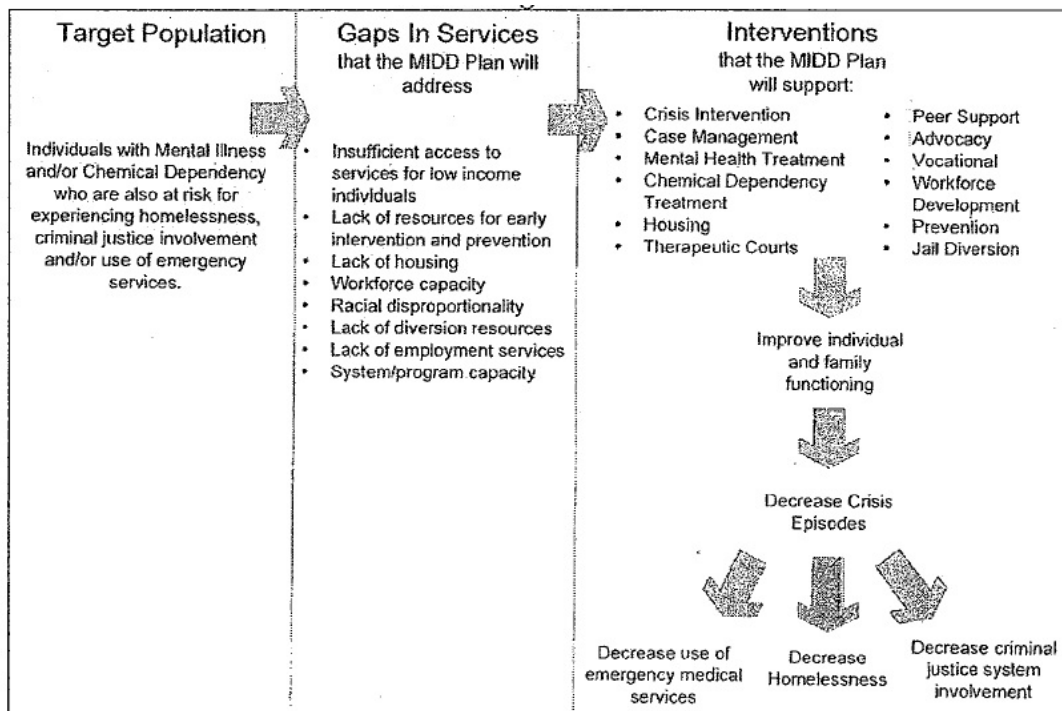 Target Population
Individuals with Mental Illness
and/or Chemical Dependency
who are also at risk for
experiencing homelessness,
criminal justice involvement
and/or use of emergency
services.
Gaps In Services
that the MIDD Plan will
address
• Insufficient access to
services for low income
individuals
• Lack of resources for early
intervention and prevention
• Lack of housing
• Workforce capacity
• Racial disproportionality
• Lack of diversion resources
• Lack of employment services
• System/program capacity
Interventions
that the MIDD Plan
will support:
• Crisis Intervention
• Case Management
• Mental Health Treatment
• Chemical Dependency
Treatment
• Housing
• Therapeutic Courts
• Peer Support
• Advocacy
• Vocational
• Workforce
Development
• Prevention
• Jail Diversion
Improve individual
and family
functioning
Decrease Crisis
Episodes
Decrease use of
emergency medical
services
Decrease
Homelessness
Decrease criminal
justice system
involvement